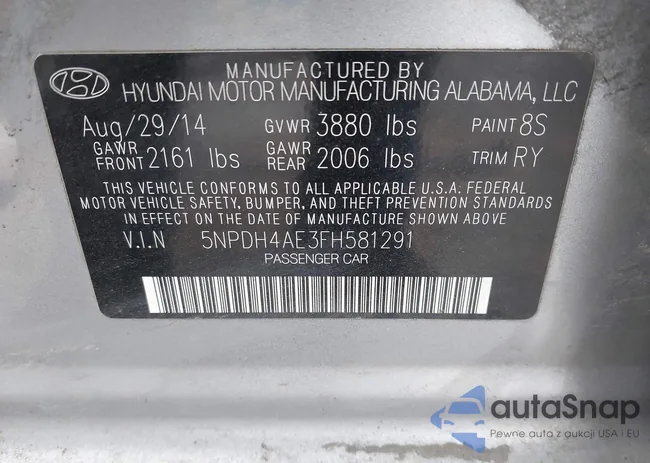 MANUFACTURED BY
HYUNDAI MOTOR MANUFACTURING ALABAMA, LLC
Aug/29/14 GVWR 3880 lbs PAINT 8S
GAWR FRONT 2161 lbs GAWR REAR 2006 lbs TRIM RY
THIS VEHICLE CONFORMS TO ALL APPLICABLE U.S.A. FEDERAL
MOTOR VEHICLE SAFETY, BUMPER, AND THEFT PREVENTION STANDARDS
IN EFFECT ON THE DATE OF MANUFACTURE SHOWN ABOVE
V.I.N 5NPDH4AE3FH581291
PASSENGER CAR
autoSnap
Pewne auta z aukcji USA i EU